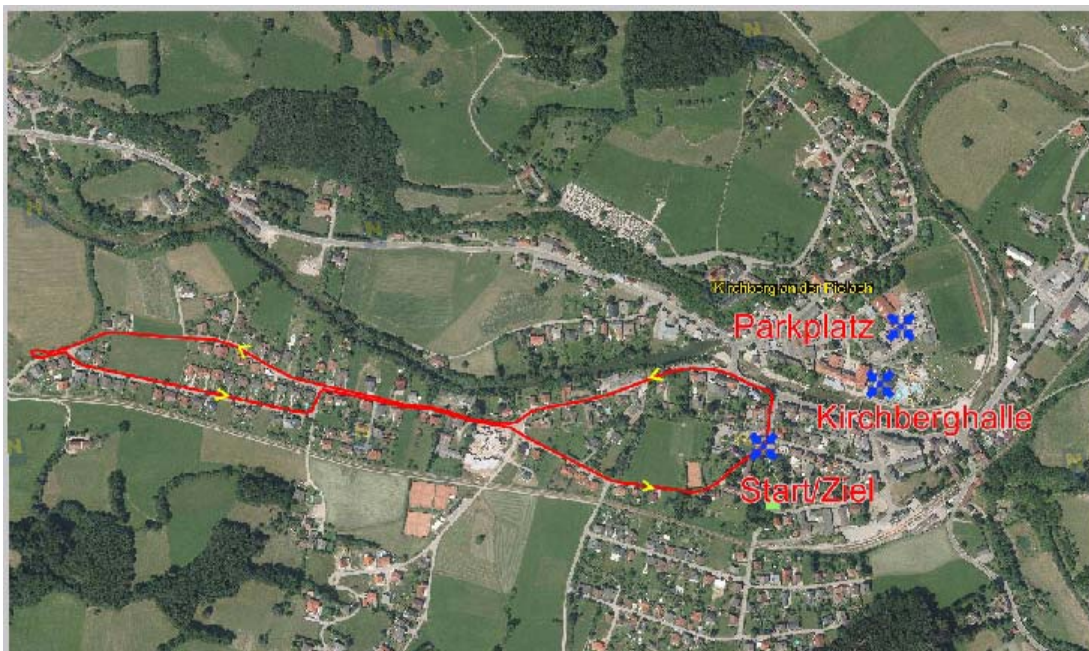 Kirchberg an der Pielach
Parkplatz
Kirchberghalle
Start/Ziel